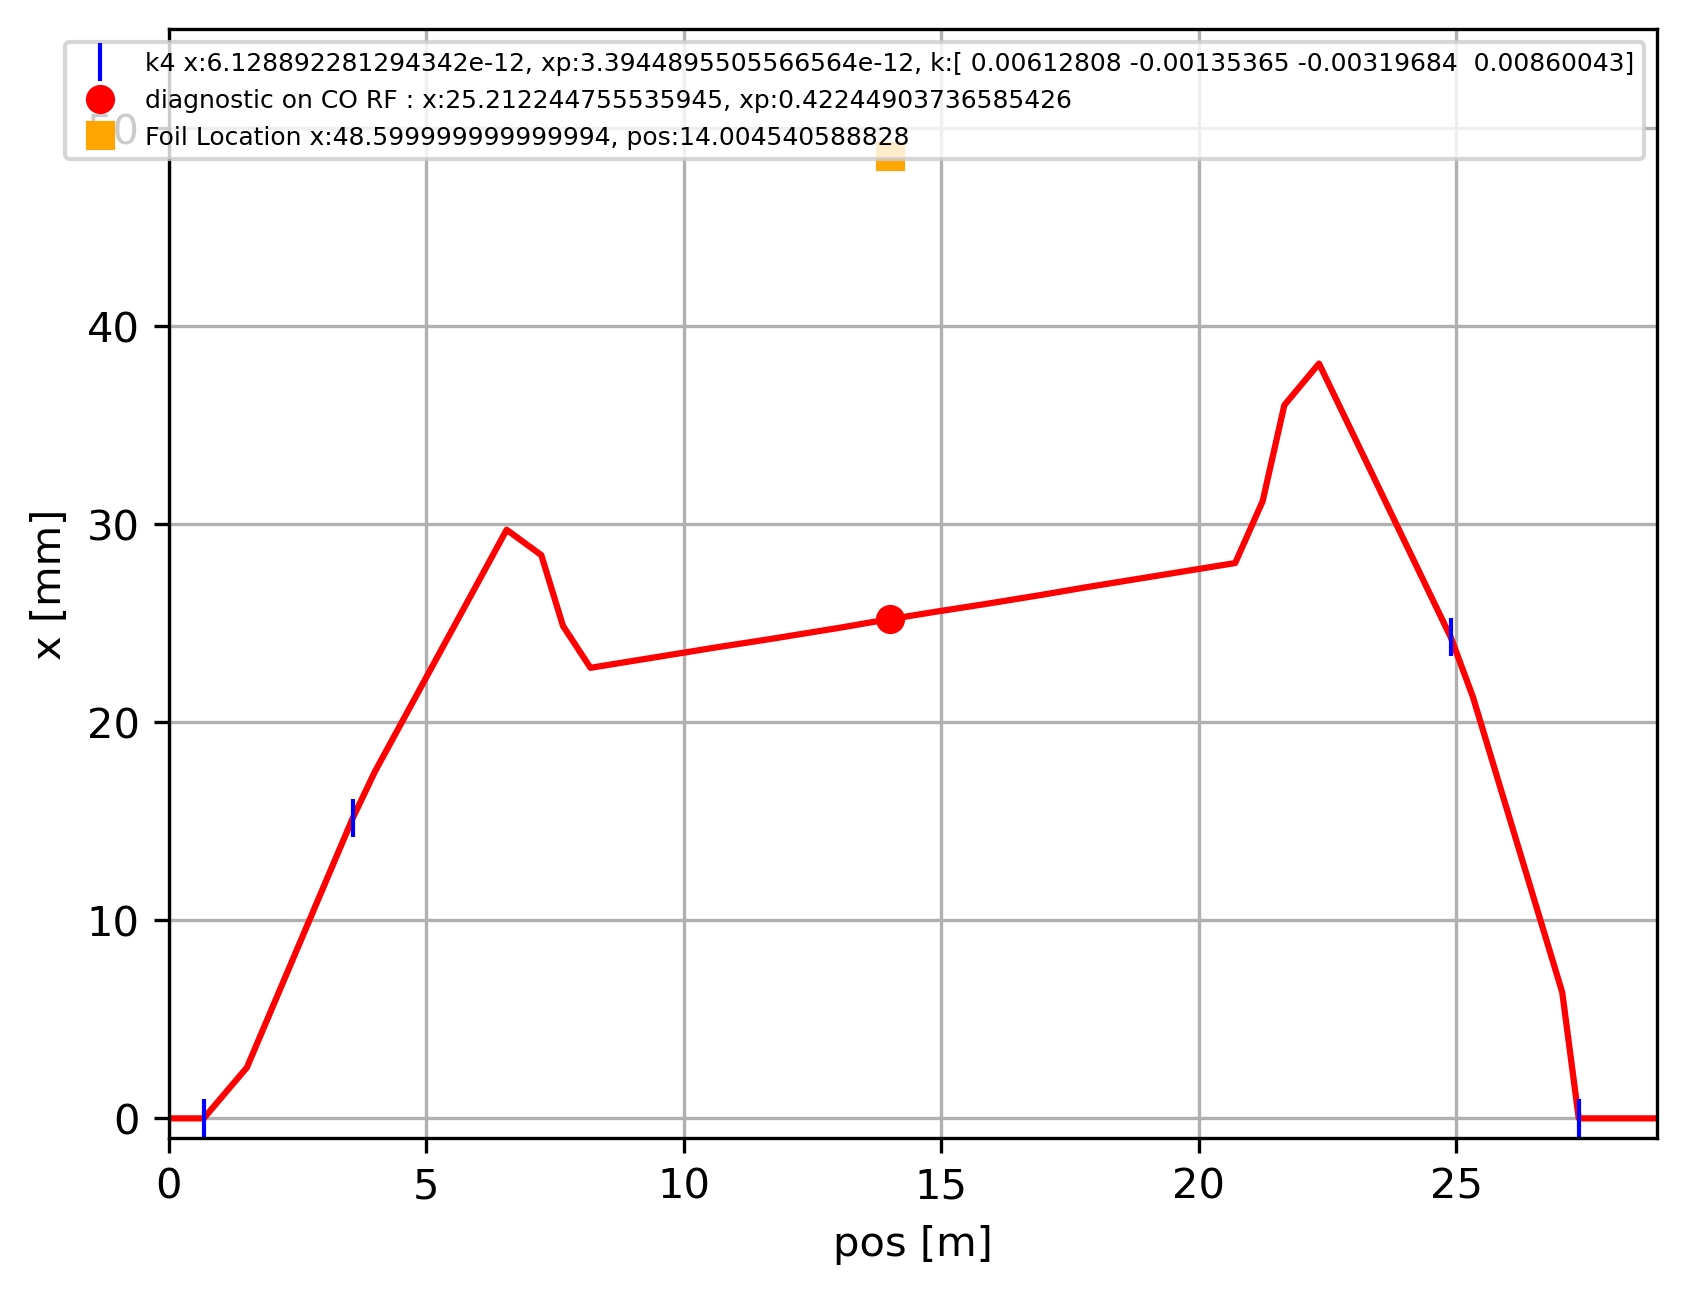 k4 x:6.128892281294342e-12, xp:3.3944895505566564e-12, k:[ 0.00612808 -0.00135365 -0.00319684  0.00860043]
diagnostic on CO RF : x:25.212244755535945, xp:0.42244903736585426
Foil Location x:48.599999999999994, pos:14.004540588828
50
40
30
20
10
0
x [mm]
0 5 10 15 20 25
pos [m]